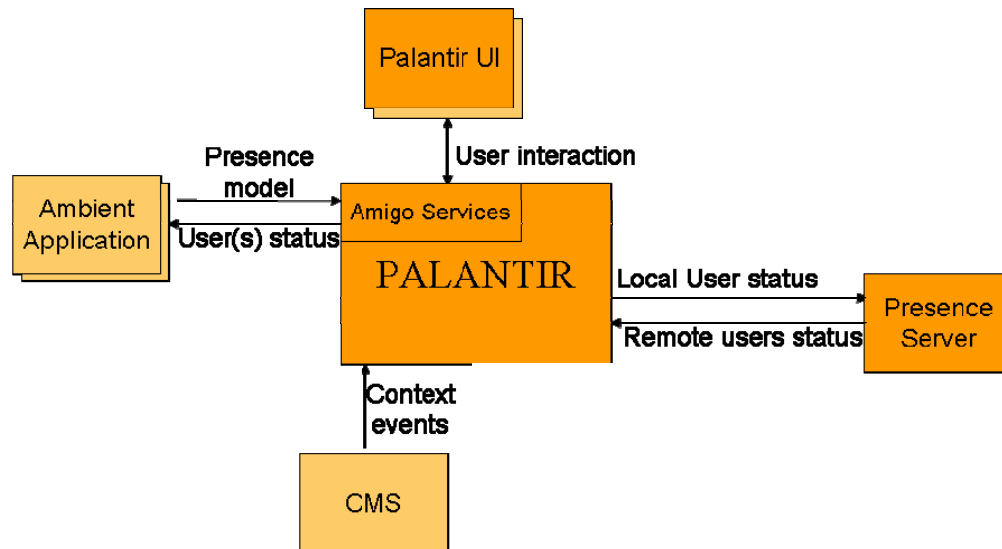 Palantir UI
User interaction
Presence
model
Ambient
Application
User(s) status
Amigo Services
PALANTIR
Local User status
Remote users status
Presence
Server
Context
events
CMS